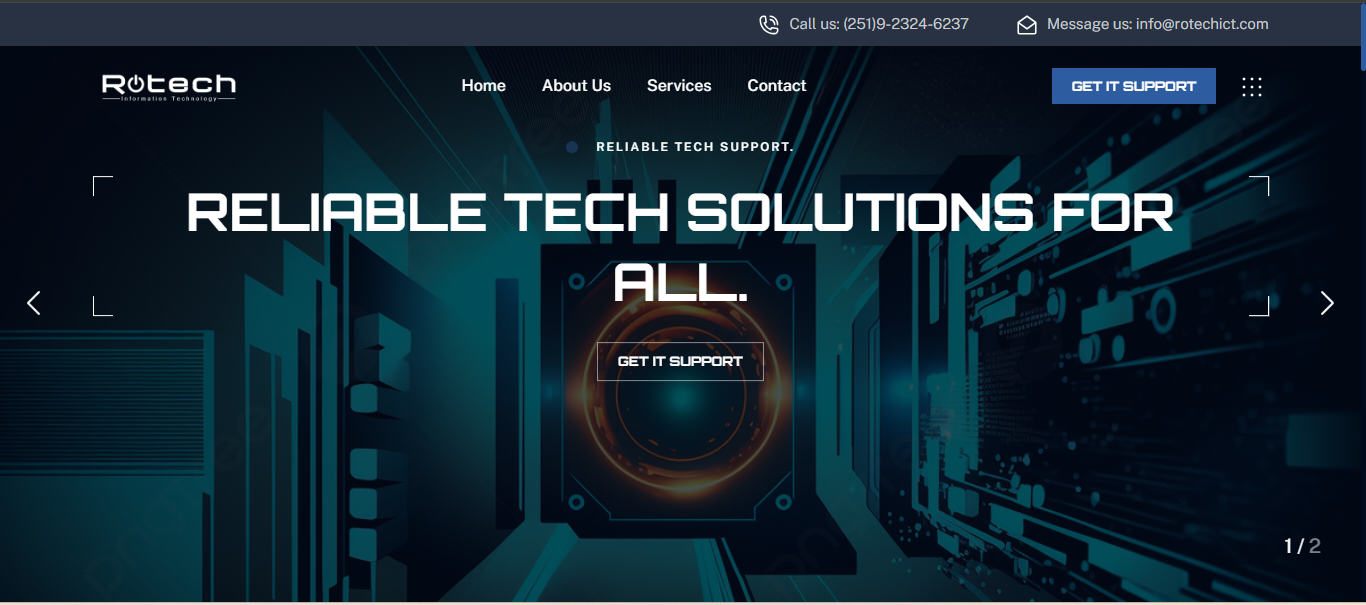 Call us: (251)9-2324-6237
Message us: info@rotechict.com
Rotech
Information Technology
Home
About Us
Services
Contact
GET IT SUPPORT
RELIABLE TECH SUPPORT.
RELIABLE TECH SOLUTIONS FOR
ALL.
GET IT SUPPORT
1 / 2